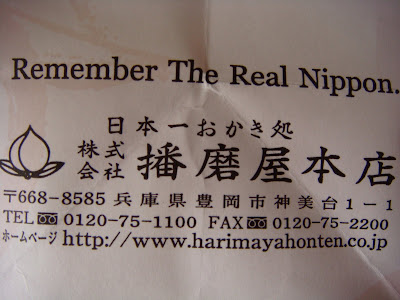 Remember The Real Nippon.
日本一おかき処
株式会社 播磨屋本店
〒668-8585 兵庫県豊岡市神美台1-1
TEL 0120-75-1100 FAX 0120-75-2200
ホームページ http://www.harimayahonten.co.jp